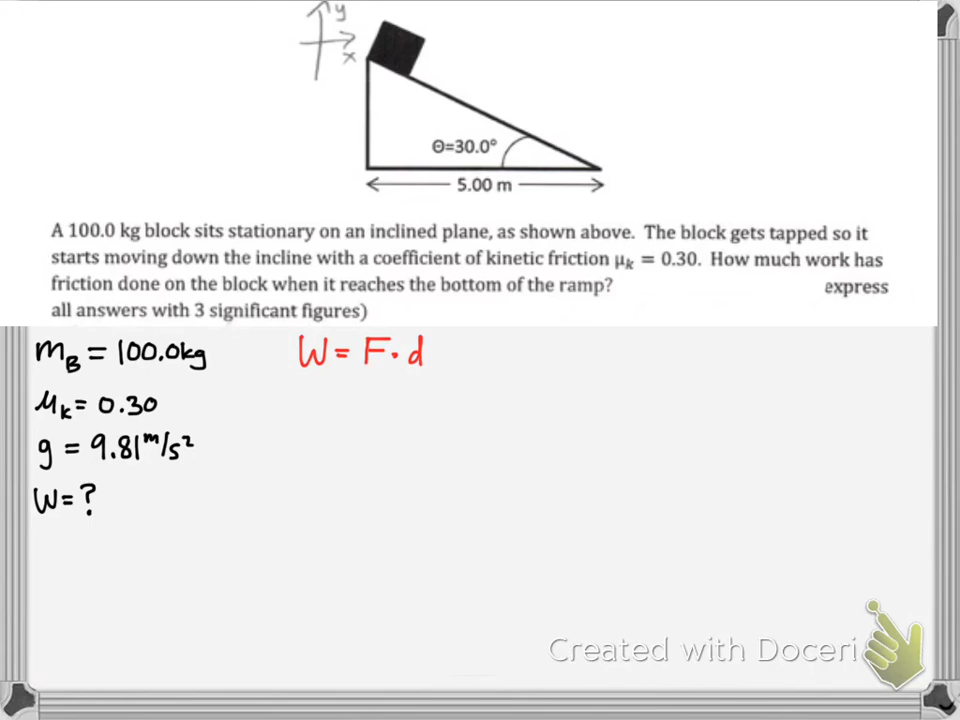 y
x
Θ=30.0°
5.00 m
A 100.0 kg block sits stationary on an inclined plane, as shown above. The block gets tapped so it
starts moving down the incline with a coefficient of kinetic friction μk = 0.30. How much work has
friction done on the block when it reaches the bottom of the ramp? express
all answers with 3 significant figures)
mB = 100.0kg W = F · d
μk = 0.30
g = 9.81 m/s²
W = ?
Created with Doceri